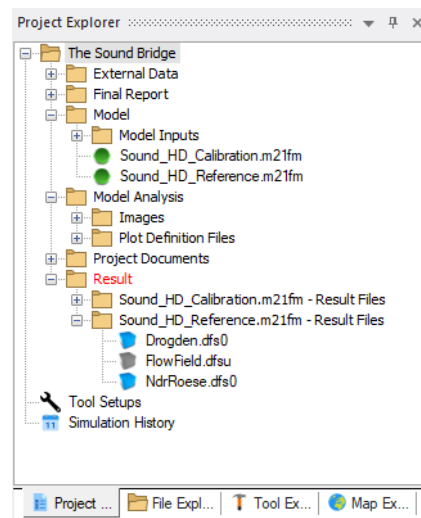 Project Explorer
The Sound Bridge
External Data
Final Report
Model
Model Inputs
Sound_HD_Calibration.m21fm
Sound_HD_Reference.m21fm
Model Analysis
Images
Plot Definition Files
Project Documents
Result
Sound_HD_Calibration.m21fm - Result Files
Sound_HD_Reference.m21fm - Result Files
Drogden.dfs0
FlowField.dfsu
NdrRoese.dfs0
Tool Setups
11 Simulation History
Project ... File Expl... Tool Ex... Map Ex...